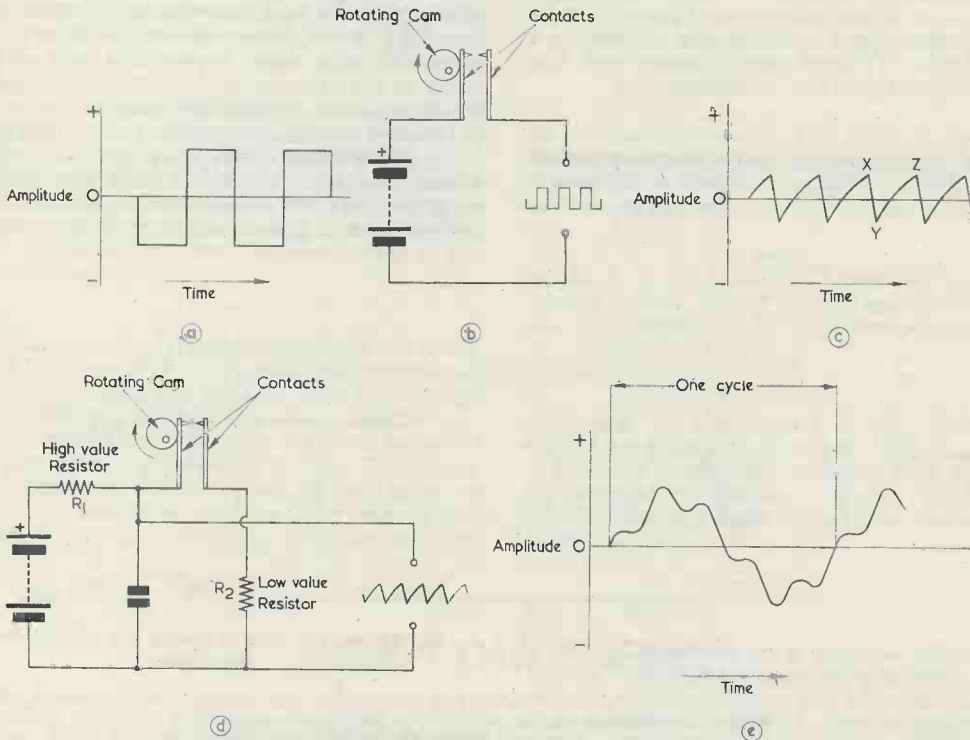 Rotating Cam
Contacts
+
Amplitude O
-
Time
a
+
b
+
X
Z
Amplitude O
Y
-
Time
c
Rotating Cam
Contacts
High value
Resistor
R1
+
R2
Low value
Resistor
d
One cycle
+
Amplitude O
-
Time
e